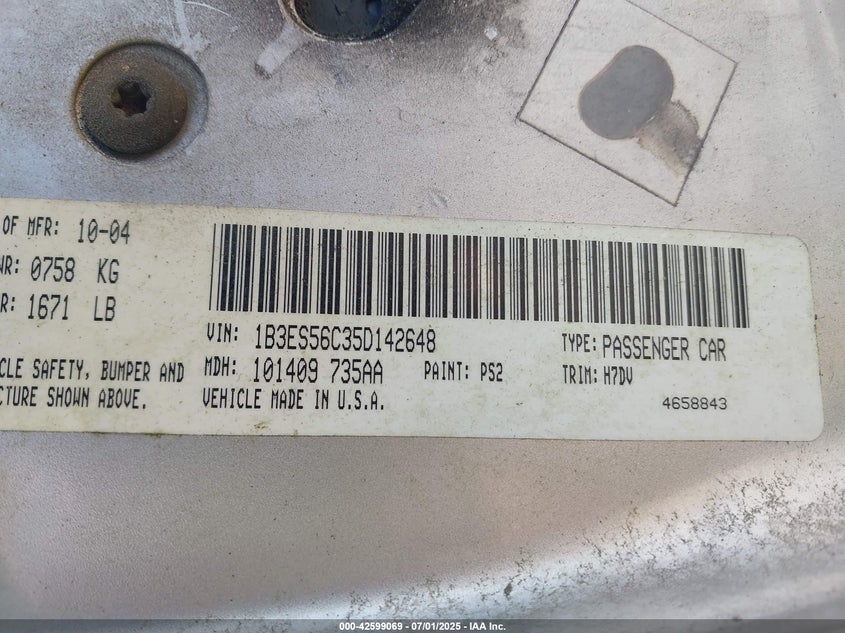 OF MFR: 10-04
WR: 0758 KG
R: 1671 LB
VIN: 1B3ES56C35D142648
TYPE: PASSENGER CAR
CLE SAFETY, BUMPER AND
MDH: 101409 735AA
PAINT: PS2
TRIM: H7DV
CTURE SHOWN ABOVE.
VEHICLE MADE IN U.S.A.
4658843
000-42599069 - 07/01/2025 - IAA Inc.